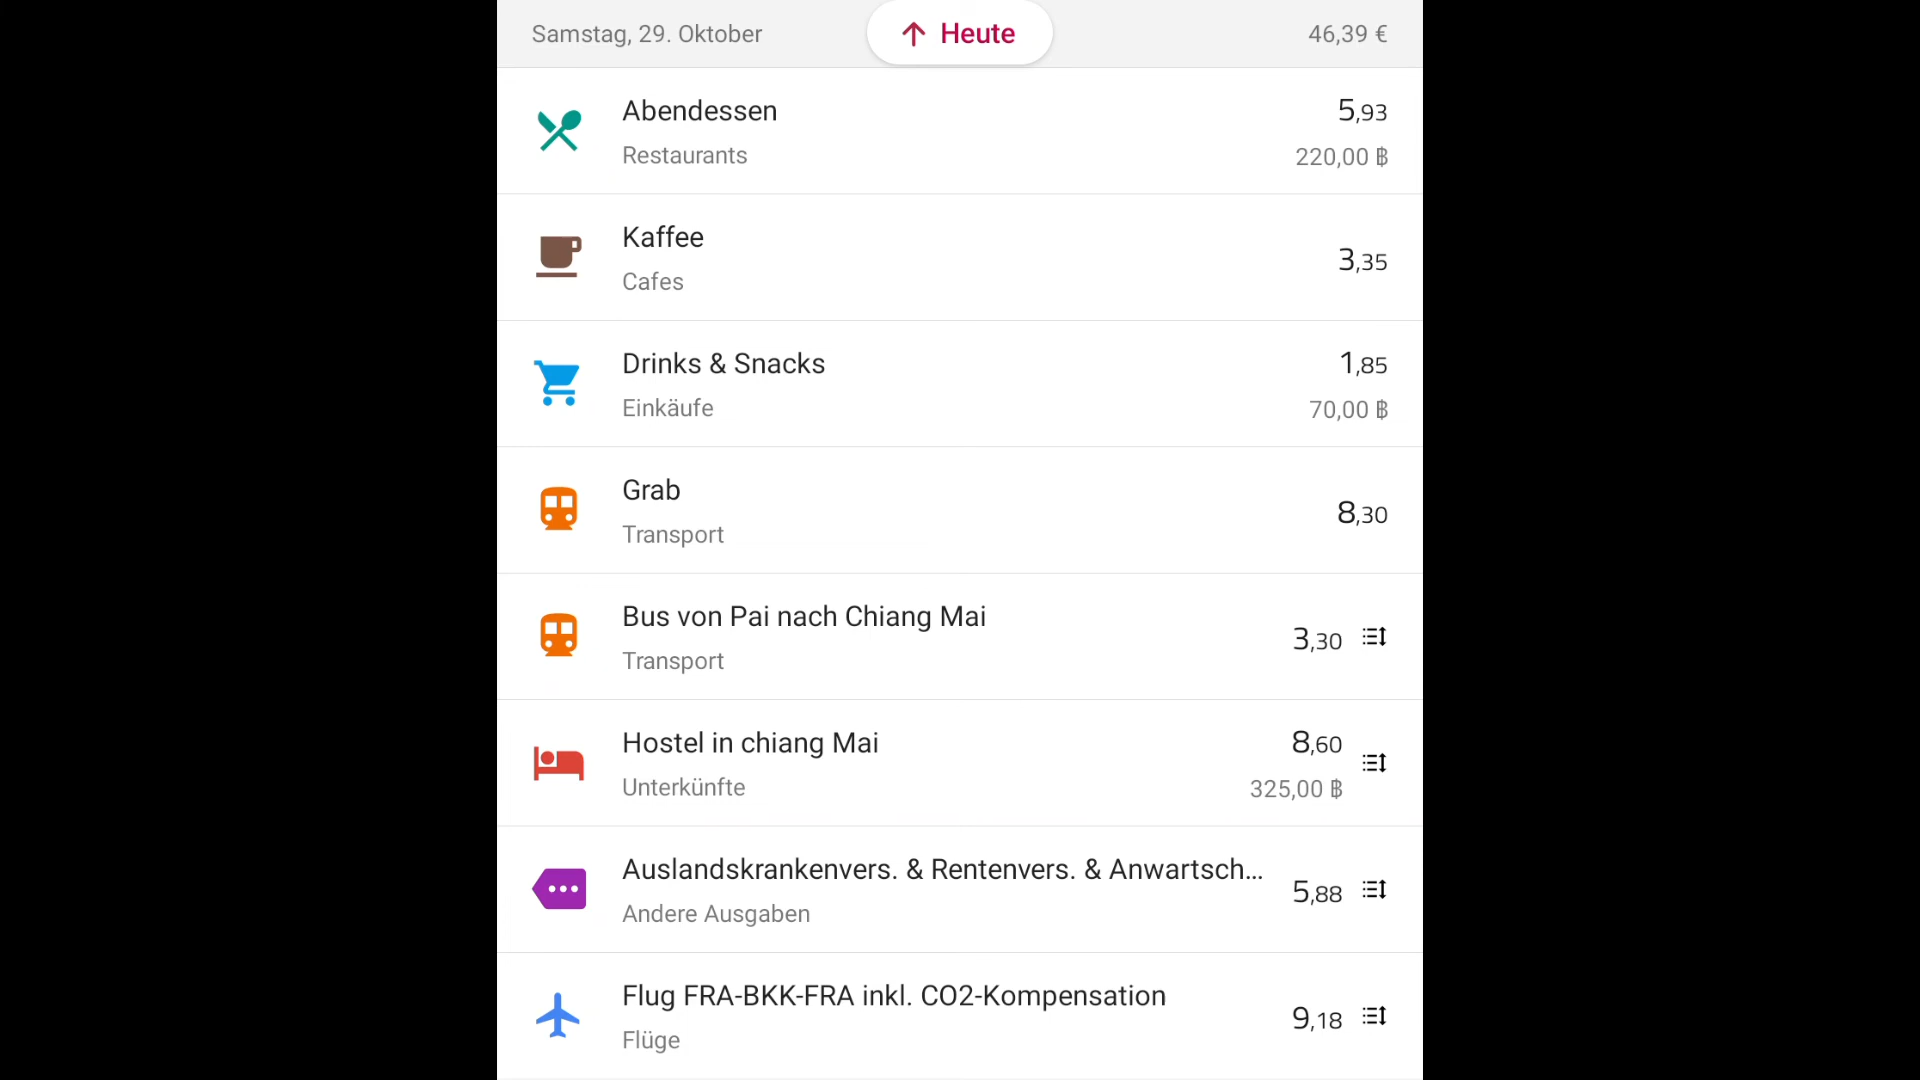 Samstag, 29. Oktober
Heute
46,39 €
Abendessen
5,93
Restaurants
220,00 ฿
Kaffee
3,35
Cafes
Drinks & Snacks
1,85
Einkäufe
70,00 ฿
Grab
8,30
Transport
Bus von Pai nach Chiang Mai
3,30
Transport
Hostel in chiang Mai
8,60
Unterkünfte
325,00 ฿
Auslandskrankenvers. & Rentenvers. & Anwartsch...
5,88
Andere Ausgaben
Flug FRA-BKK-FRA inkl. CO2-Kompensation
9,18
Flüge